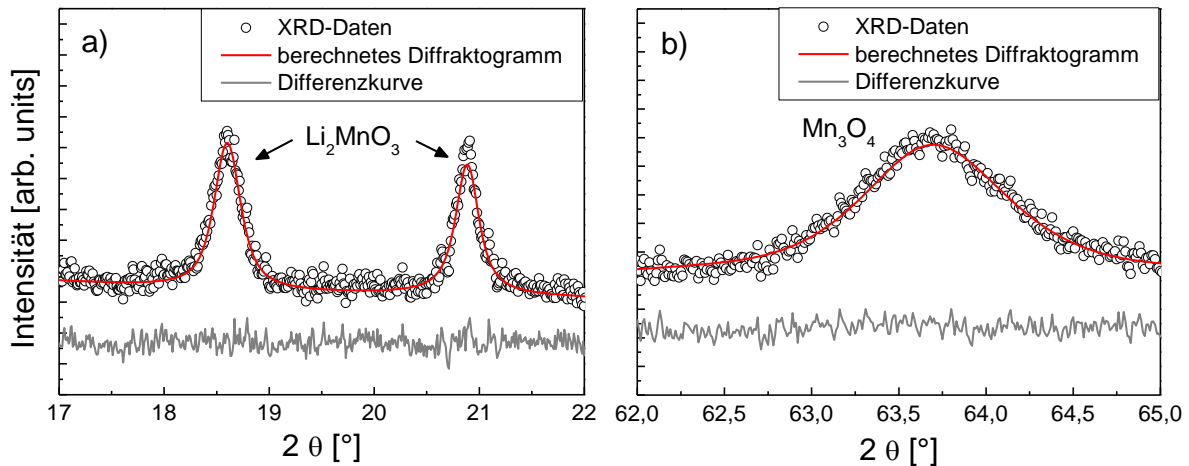 a)
XRD-Daten
berechnetes Diffraktogramm
Differenzkurve
Li₂MnO₃
Intensität [arb. units]
17 18 19 20 21 22
2 θ [°]
b)
XRD-Daten
berechnetes Diffraktogramm
Differenzkurve
Mn₃O₄
62,0 62,5 63,0 63,5 64,0 64,5 65,0
2 θ [°]